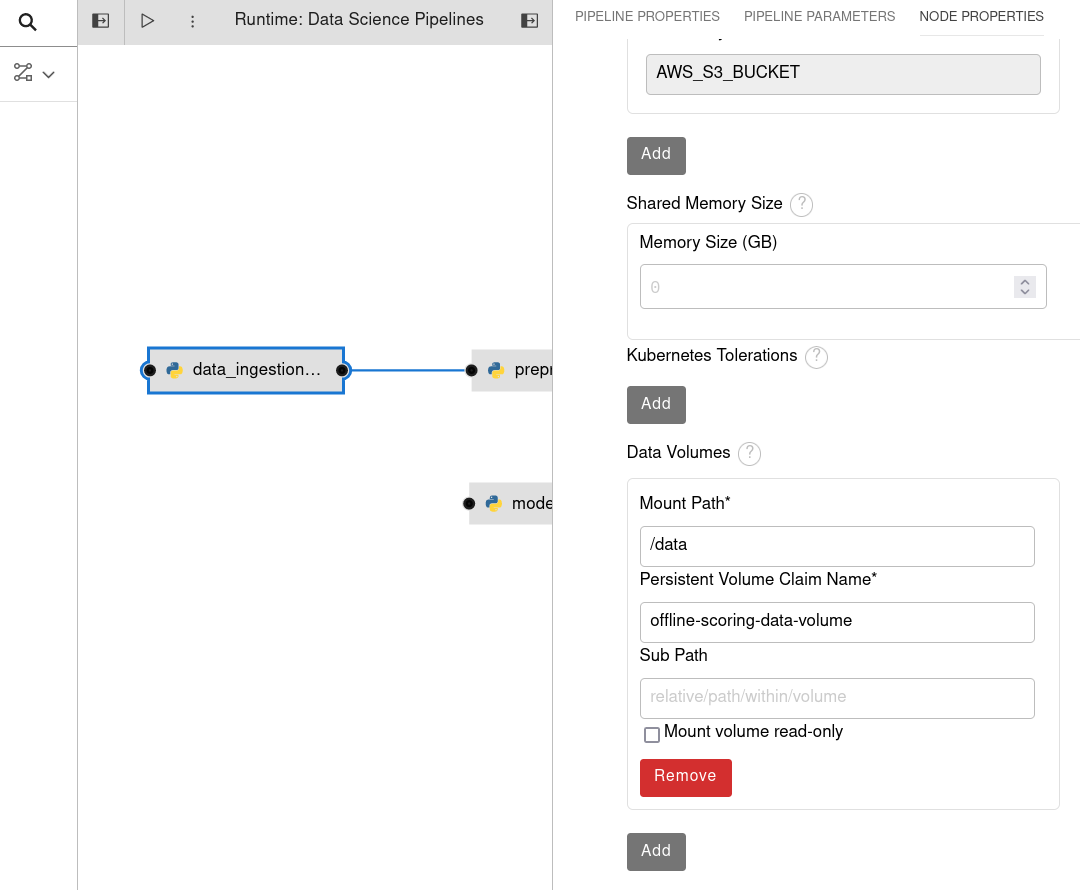 Runtime: Data Science Pipelines
PIPELINE PROPERTIES PIPELINE PARAMETERS NODE PROPERTIES
AWS_S3_BUCKET
Add
Shared Memory Size ?
Memory Size (GB)
0
Kubernetes Tolerations ?
Add
Data Volumes ?
Mount Path*
/data
Persistent Volume Claim Name*
offline-scoring-data-volume
Sub Path
relative/path/within/volume
Mount volume read-only
Remove
Add
data_ingestion...
prepr
mode